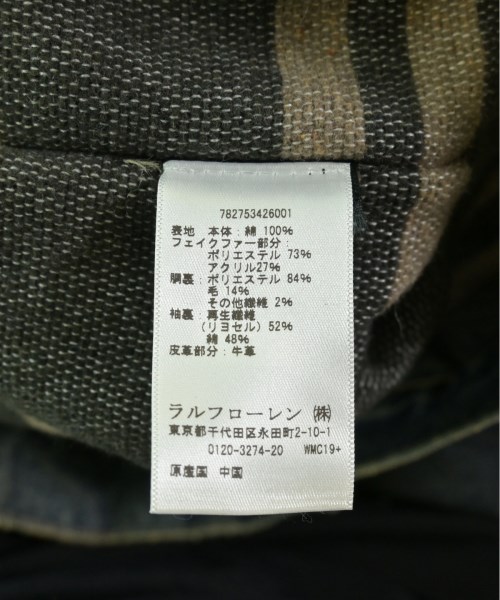 782753426001
表地 本体：綿 100%
フェイクファー部分：
ポリエステル 73%
アクリル27%
胴裏：ポリエステル 84%
毛 14%
その他繊維 2%
袖裏：再生繊維
(リヨセル) 52%
綿 48%
皮革部分：牛革
ラルフローレン ㈱
東京都千代田区永田町2-10-1
0120-3274-20 WMC19+
原産国 中国